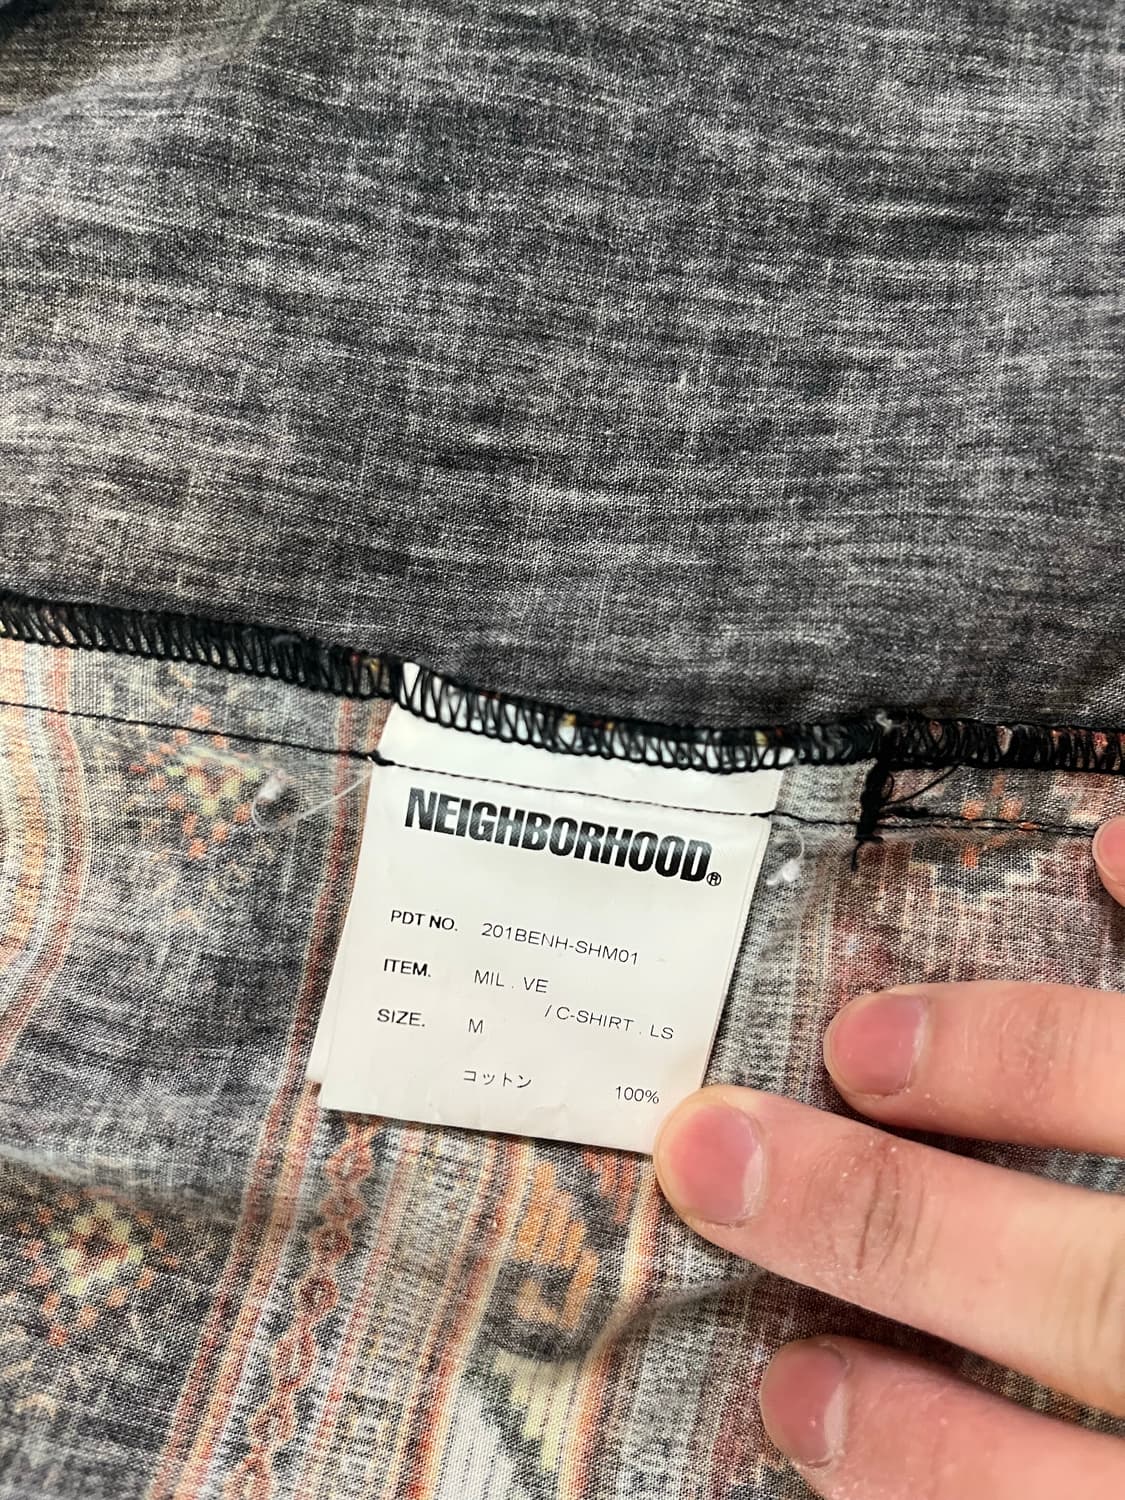 NEIGHBORHOOD®
PDT NO. 201BENH-SHM01
ITEM. MIL . VE
/ C-SHIRT . LS
SIZE. M
コットン 100%